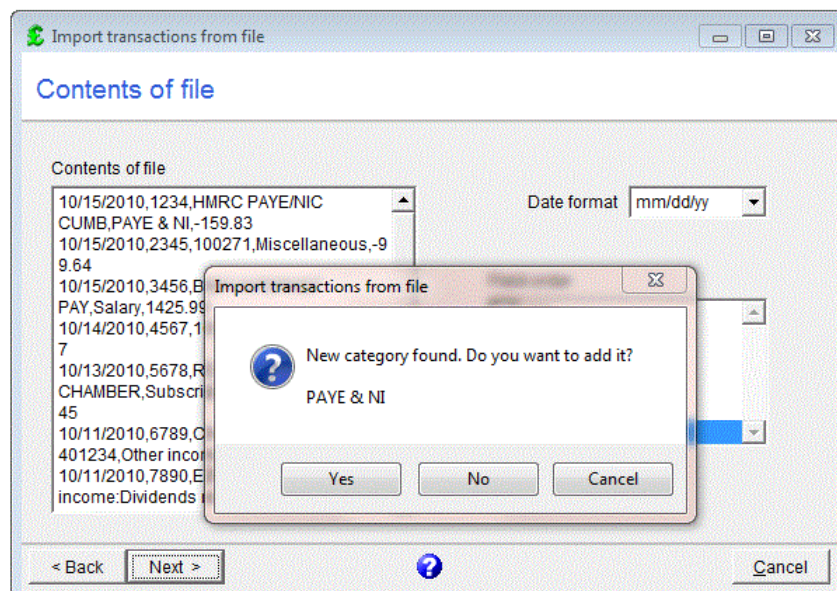 Import transactions from file
Contents of file
Contents of file
Date format mm/dd/yy
10/15/2010,1234,HMRC PAYE/NIC
CUMB,PAYE & NI,-159.83
10/15/2010,2345,100271,Miscellaneous,-9
9.64
10/15/2010,3456,B
PAY,Salary,1425.99
10/14/2010,4567,1
7
10/13/2010,5678,R
CHAMBER,Subscri
45
10/11/2010,6789,C
401234,Other incor
10/11/2010,7890,E
income:Dividends
Import transactions from file
New category found. Do you want to add it?
PAYE & NI
Yes No Cancel
< Back Next > Cancel